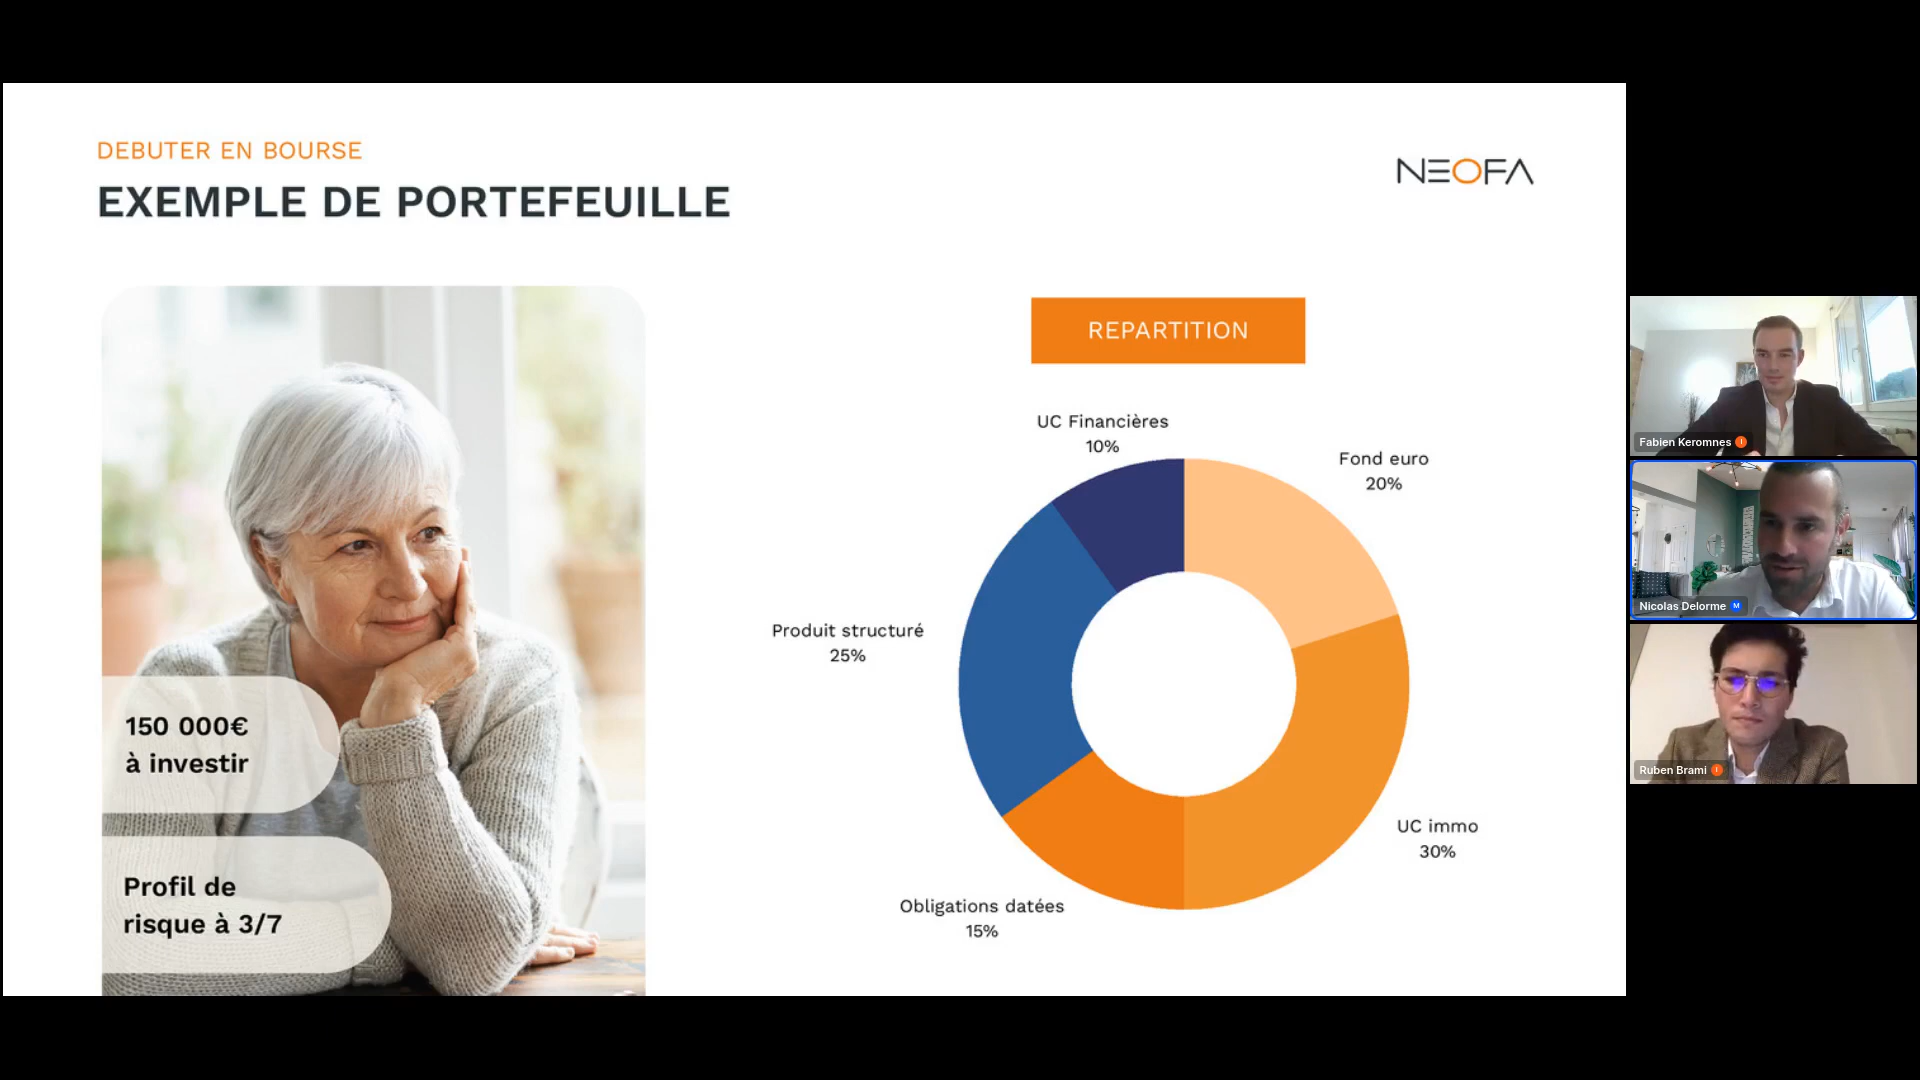 DEBUTER EN BOURSE
EXEMPLE DE PORTEFEUILLE
NEOFA
REPARTITION
UC Financières
10%
Fond euro
20%
Produit structuré
25%
UC immo
30%
Obligations datées
15%
150 000€
à investir
Profil de
risque à 3/7
Fabien Keromnes I
Nicolas Delorme M
Ruben Brami I